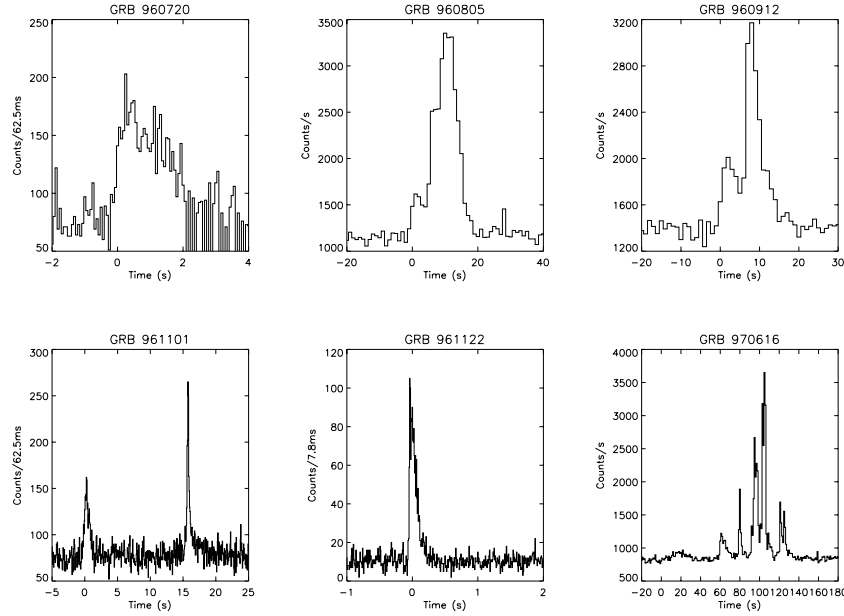 GRB 960720
250
200
150
100
50
Counts/62.5ms
-2 0 2 4
Time (s)
GRB 960805
3500
3000
2500
2000
1500
1000
Counts/s
-20 0 20 40
Time (s)
GRB 960912
3200
2800
2400
2000
1600
1200
Counts/s
-20 -10 0 10 20 30
Time (s)
GRB 961101
300
250
200
150
100
50
Counts/62.5ms
-5 0 5 10 15 20 25
Time (s)
GRB 961122
120
100
80
60
40
20
0
Counts/7.8ms
-1 0 1 2
Time (s)
GRB 970616
4000
3500
3000
2500
2000
1500
1000
500
Counts/s
-20 0 20 40 60 80 100 120 140 160 180
Time (s)